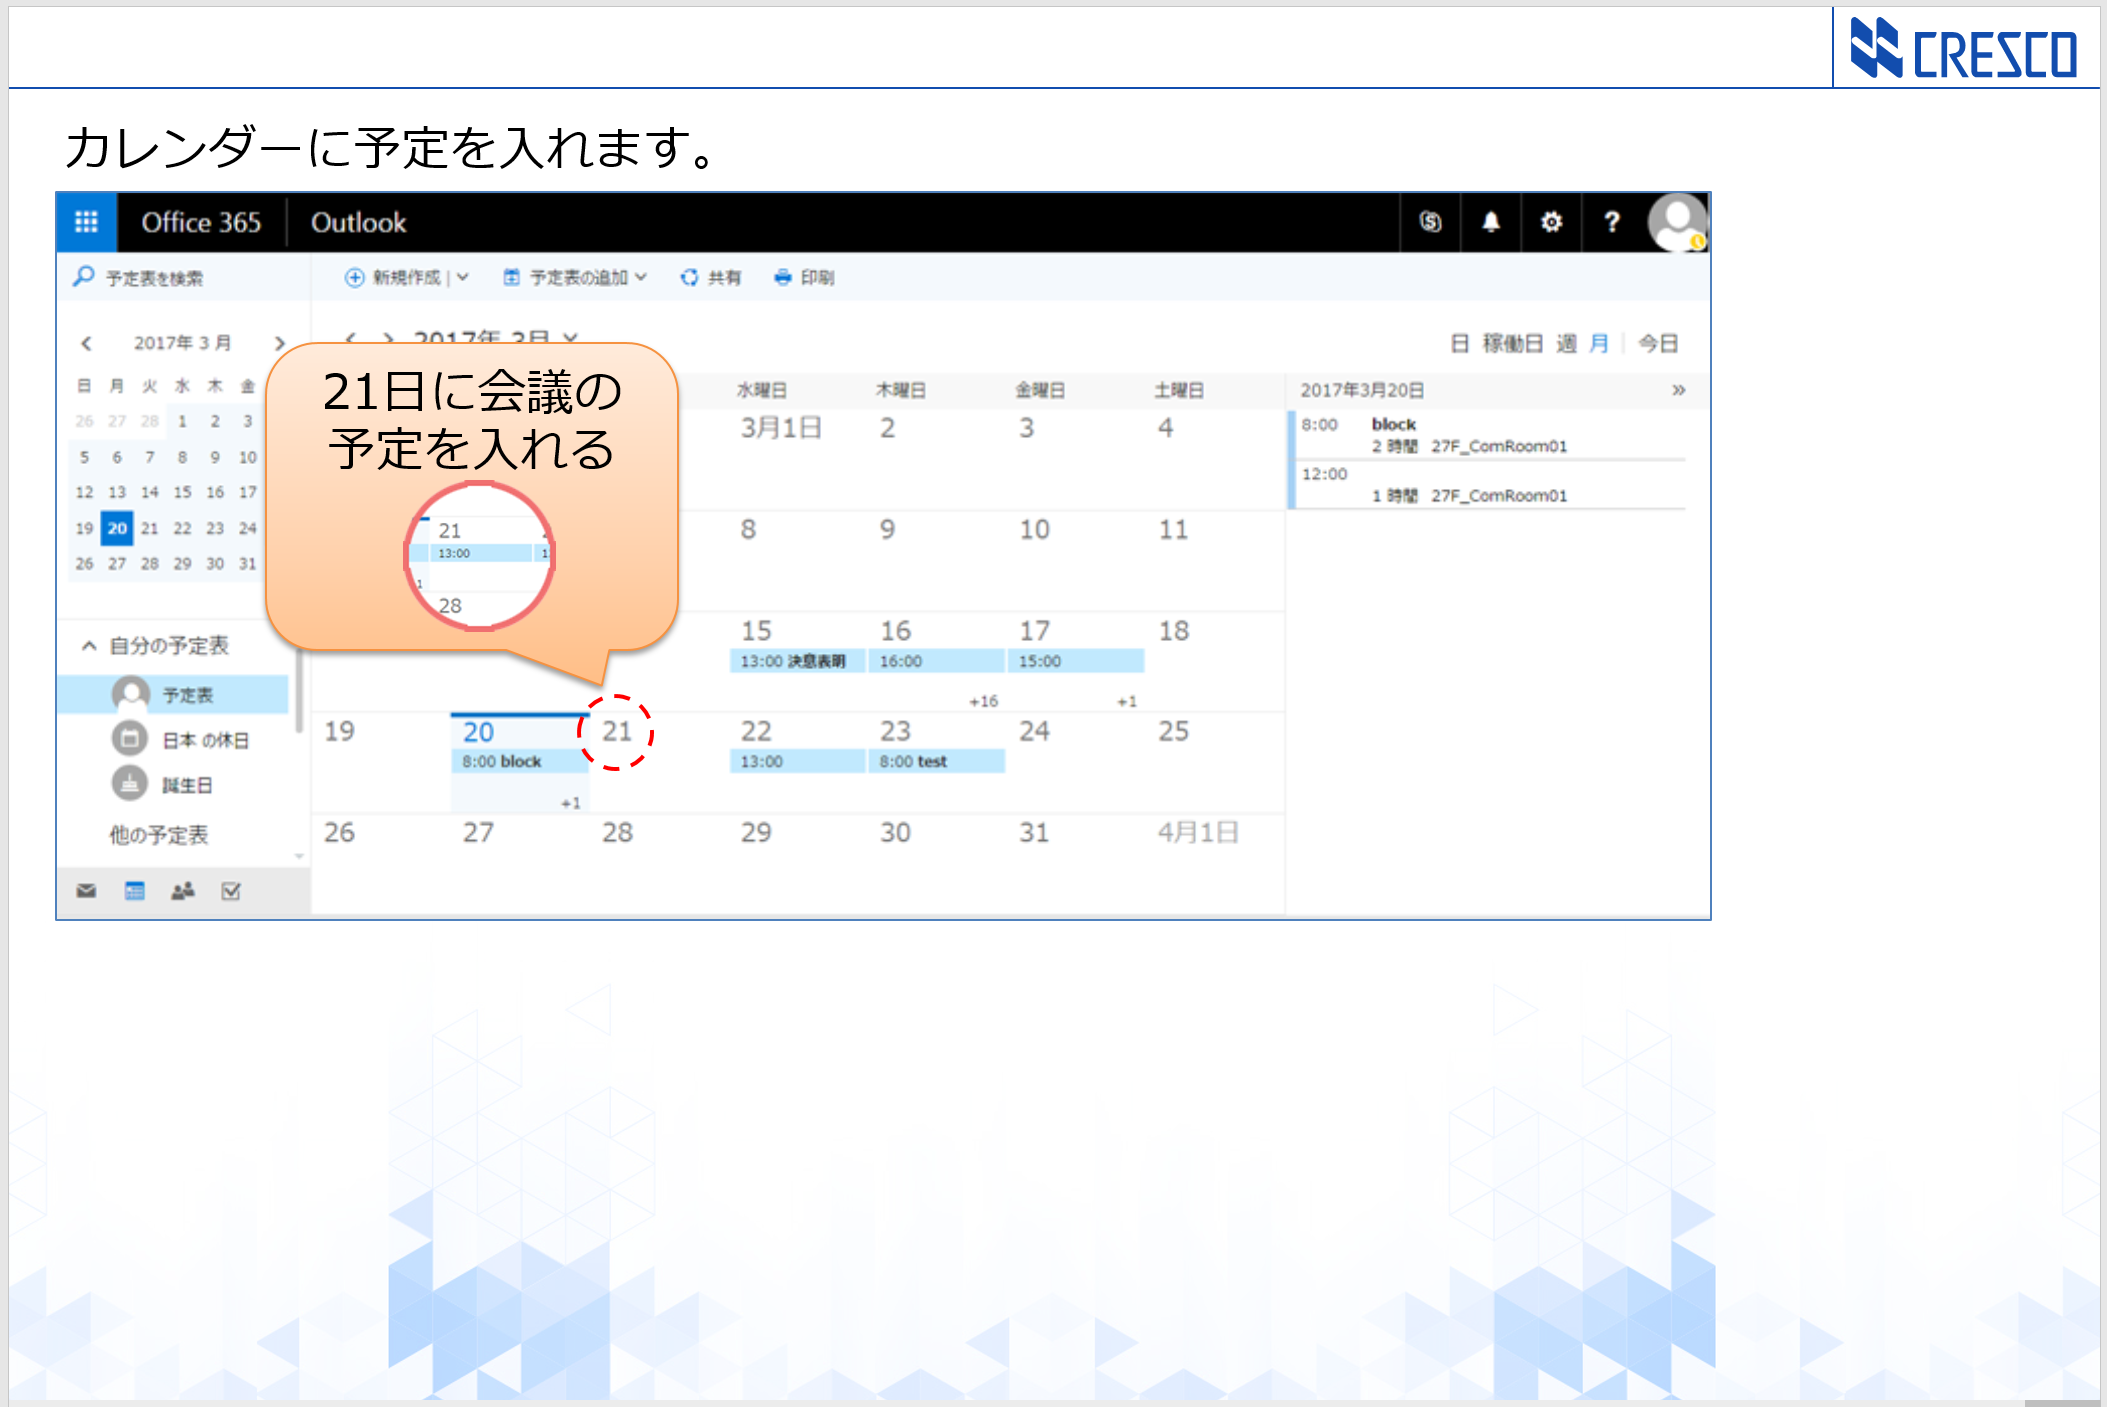 CRESCO
カレンダーに予定を入れます。
Office 365 Outlook
予定表を検索
新規作成 予定表の追加 共有 印刷
2017年 3 月
日 月 火 水 木 金
26 27 28 1 2 3
5 6 7 8 9 10
12 13 14 15 16 17
19 20 21 22 23 24
26 27 28 29 30 31
自分の予定表
予定表
日本 の休日
誕生日
他の予定表
2017年 3月
日 稼働日 週 月 今日
21日に会議の
予定を入れる
21
13:00
28
水曜日 木曜日 金曜日 土曜日
3月1日 2 3 4
8 9 10 11
15 16 17 18
13:00 決意表明 16:00 15:00
+16 +1
19 20 21 22 23 24 25
8:00 block 13:00 8:00 test
+1
26 27 28 29 30 31 4月1日
2017年3月20日
8:00 block
2 時間 27F_ComRoom01
12:00
1 時間 27F_ComRoom01